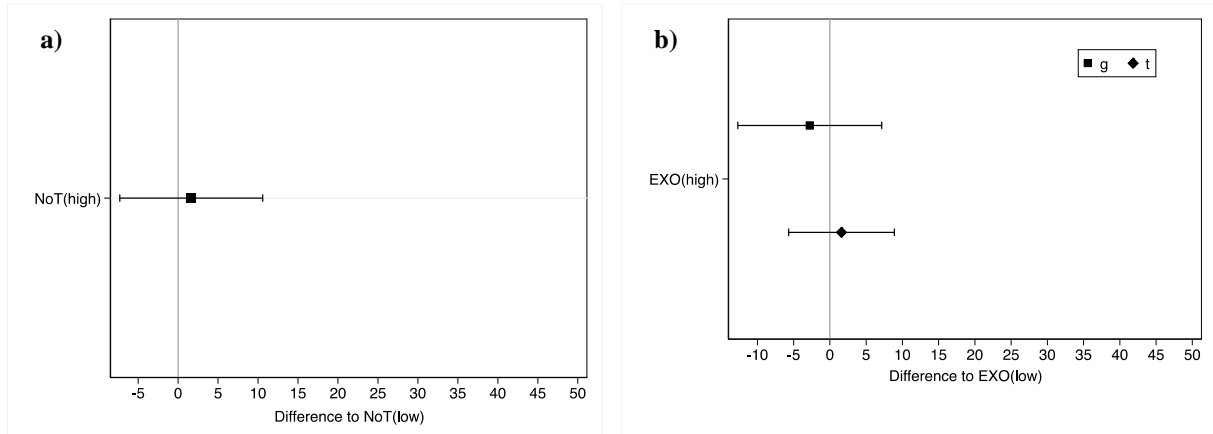 a)
NoT(high)
-5 0 5 10 15 20 25 30 35 40 45 50
Difference to NoT(low)
b)
g t
EXO(high)
-10 -5 0 5 10 15 20 25 30 35 40 45 50
Difference to EXO(low)